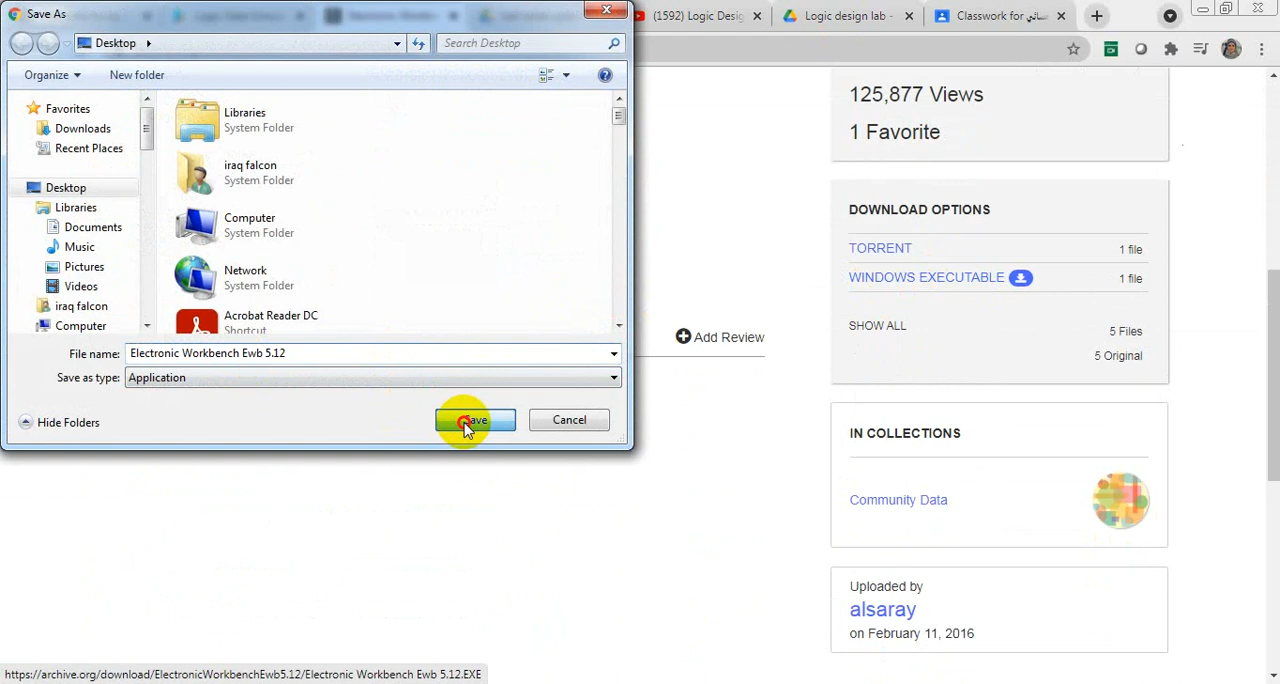 Save As
(1592) Logic Desig
Logic design lab -
Classwork for سائي
Desktop
Search Desktop
Organize
New folder
Favorites
Downloads
Recent Places
Desktop
Libraries
Documents
Music
Pictures
Videos
iraq falcon
Computer
Libraries
System Folder
iraq falcon
System Folder
Computer
System Folder
Network
System Folder
Acrobat Reader DC
Shortcut
File name: Electronic Workbench Ewb 5.12
Save as type: Application
Hide Folders
Save
Cancel
125,877 Views
1 Favorite
DOWNLOAD OPTIONS
TORRENT 1 file
WINDOWS EXECUTABLE 1 file
SHOW ALL 5 Files
5 Original
Add Review
IN COLLECTIONS
Community Data
Uploaded by
alsaray
on February 11, 2016
https://archive.org/download/ElectronicWorkbenchEwb5.12/Electronic Workbench Ewb 5.12.EXE